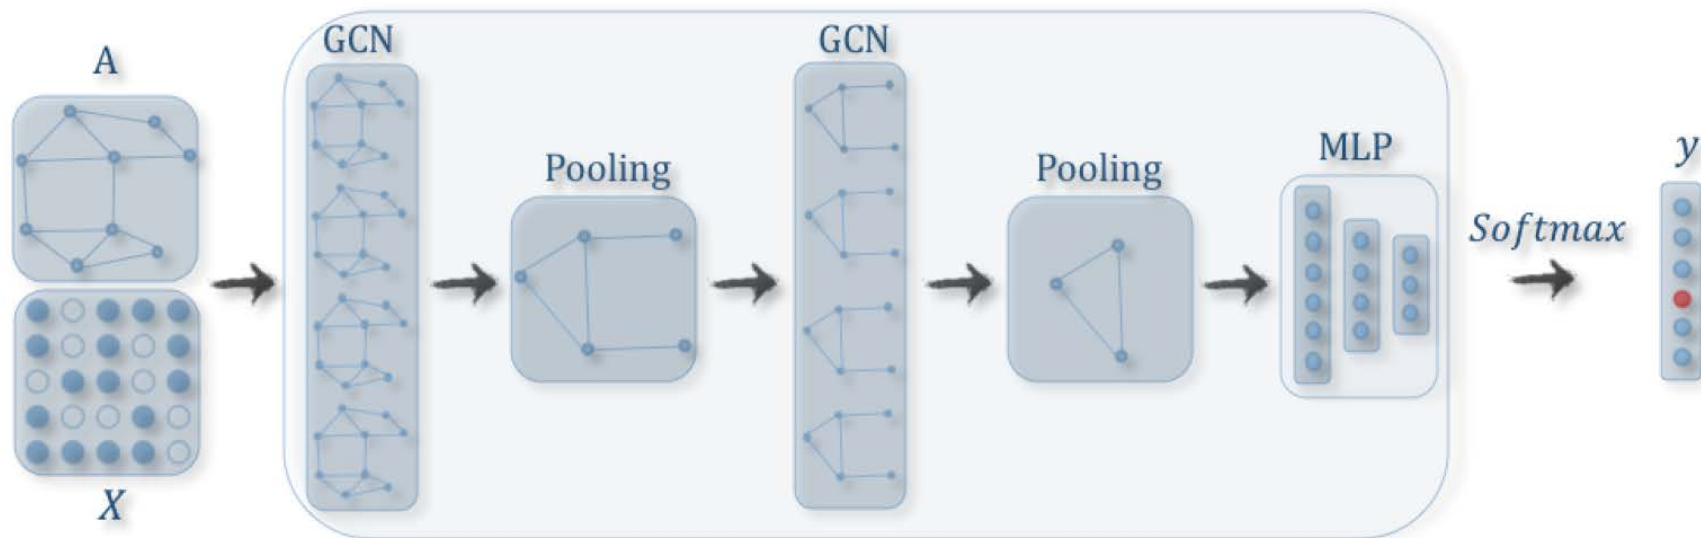 A
X
GCN
Pooling
GCN
Pooling
MLP
Softmax
y